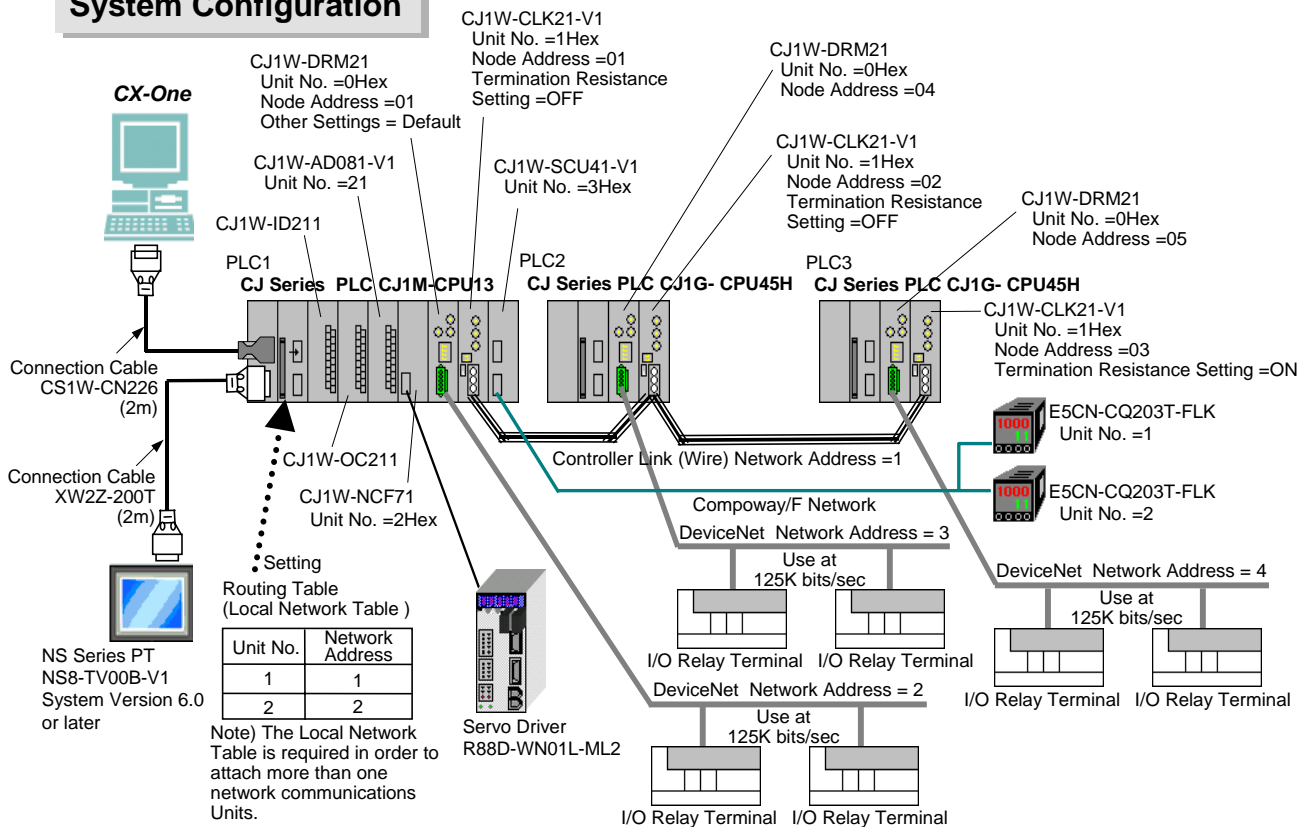 System Configuration
CX-One
CJ1W-DRM21
Unit No. =0Hex
Node Address =01
Other Settings = Default
CJ1W-CLK21-V1
Unit No. =1Hex
Node Address =01
Termination Resistance
Setting =OFF
CJ1W-AD081-V1
Unit No. =21
CJ1W-SCU41-V1
Unit No. =3Hex
CJ1W-ID211
CJ1W-DRM21
Unit No. =0Hex
Node Address =04
CJ1W-CLK21-V1
Unit No. =1Hex
Node Address =02
Termination Resistance
Setting =OFF
CJ1W-DRM21
Unit No. =0Hex
Node Address =05
PLC1
CJ Series PLC CJ1M-CPU13
PLC2
CJ Series PLC CJ1G- CPU45H
PLC3
CJ Series PLC CJ1G- CPU45H
CJ1W-CLK21-V1
Unit No. =1Hex
Node Address =03
Termination Resistance Setting =ON
Connection Cable
CS1W-CN226
(2m)
Connection Cable
XW2Z-200T
(2m)
CJ1W-OC211
CJ1W-NCF71
Unit No. =2Hex
Controller Link (Wire) Network Address =1
Compoway/F Network
1000
11
E5CN-CQ203T-FLK
Unit No. =1
1000
11
E5CN-CQ203T-FLK
Unit No. =2
DeviceNet Network Address = 3
Use at
125K bits/sec
I/O Relay Terminal
I/O Relay Terminal
DeviceNet Network Address = 4
Use at
125K bits/sec
I/O Relay Terminal
I/O Relay Terminal
Setting
Routing Table
(Local Network Table )
Unit No. Network Address
1 1
2 2
Note) The Local Network
Table is required in order to
attach more than one
network communications
Units.
NS Series PT
NS8-TV00B-V1
System Version 6.0
or later
Servo Driver
R88D-WN01L-ML2
DeviceNet Network Address = 2
Use at
125K bits/sec
I/O Relay Terminal
I/O Relay Terminal